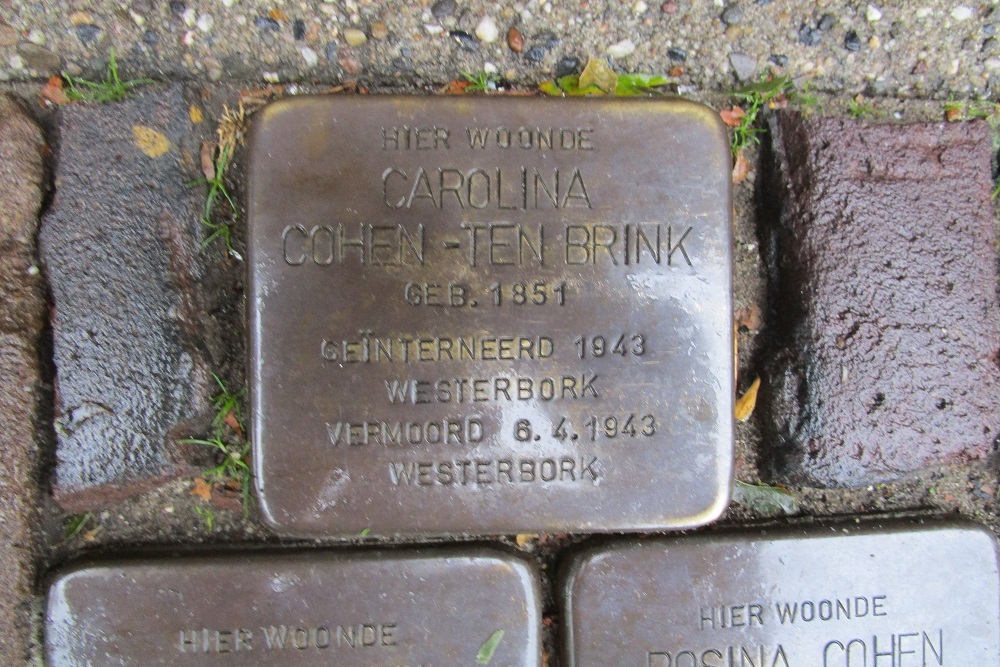 HIER WOONDE
CAROLINA
COHEN -TEN BRINK
GEB. 1851
GEÏNTERNEERD 1943
WESTERBORK
VERMOORD 6.4.1943
WESTERBORK
HIER WOONDE
HIER WOONDE
ROSINA COHEN